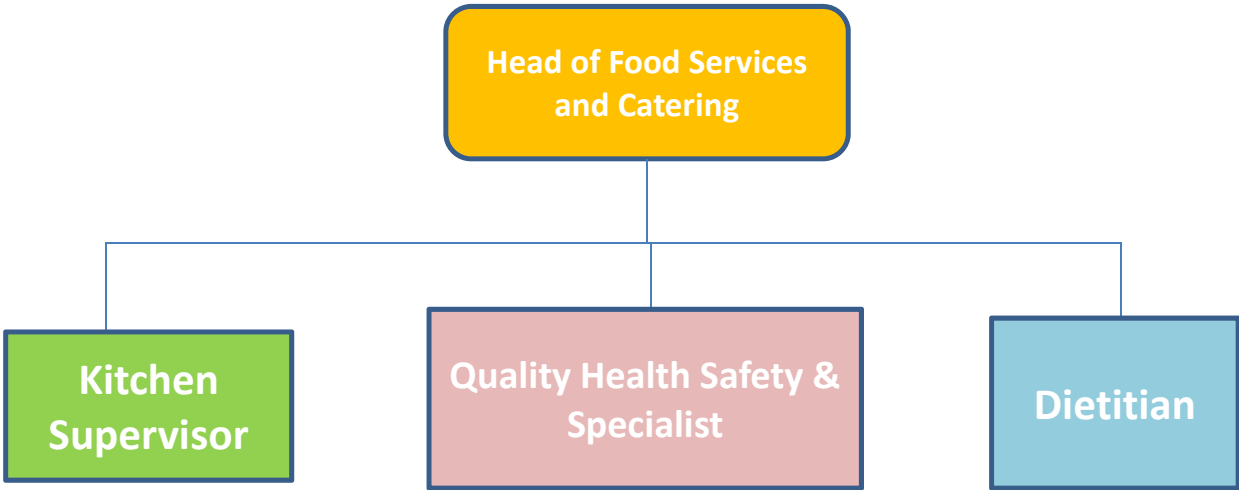 Head of Food Services
and Catering
Kitchen
Supervisor
Quality Health Safety &
Specialist
Dietitian